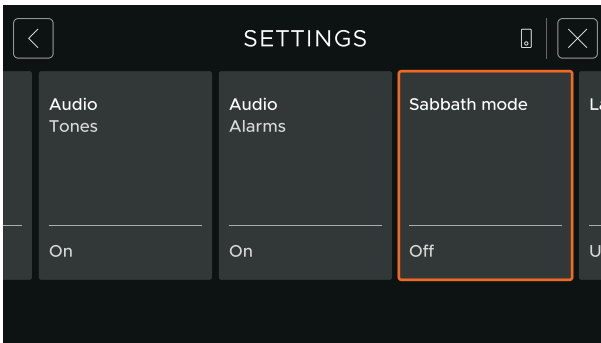 SETTINGS
Audio
Tones
On
Audio
Alarms
On
Sabbath mode
Off